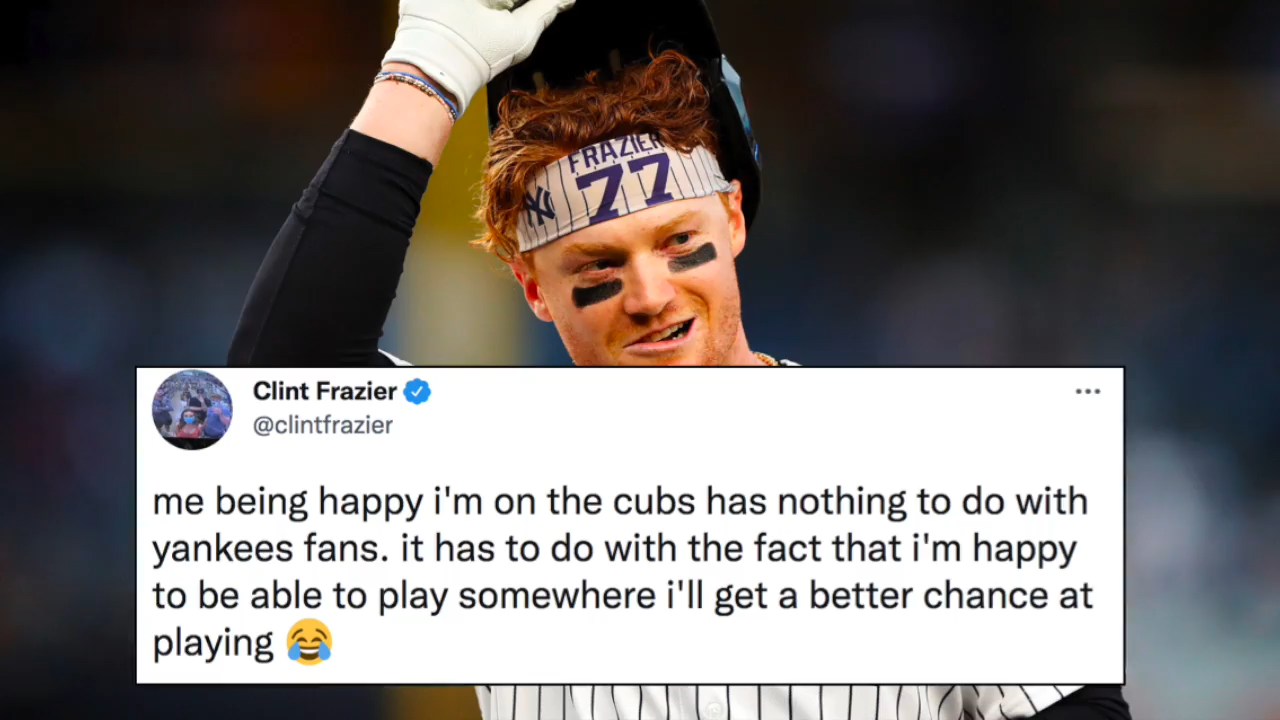 FRAZIER
NY 77
Clint Frazier
@clintfrazier
me being happy i'm on the cubs has nothing to do with
yankees fans. it has to do with the fact that i'm happy
to be able to play somewhere i'll get a better chance at
playing 😂